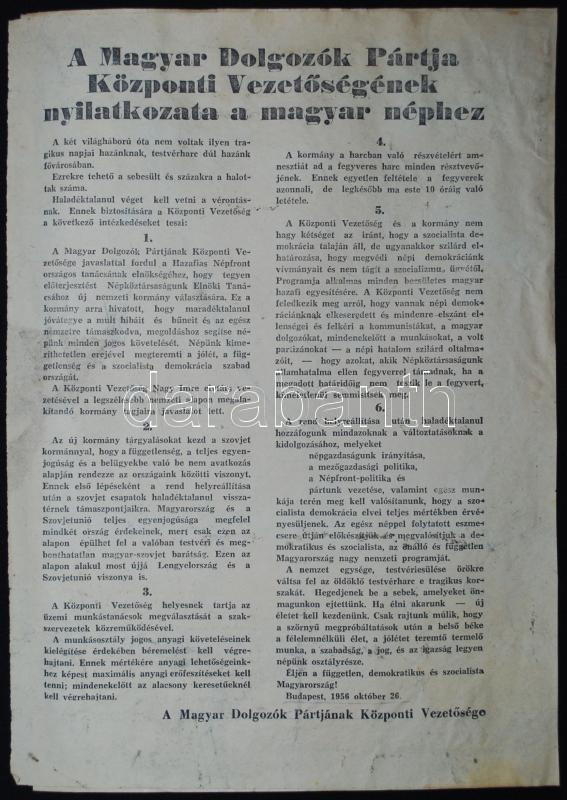 A Magyar Dolgozók Pártja
Központi Vezetőségének
nyilatkozata a magyar néphez
A két világháború óta nem voltak ilyen tra-
gikus napjai hazánknak, testvérharc dúl hazánk
fővárosában.
Ezrekre tehető a sebesült és százakra a halot-
tak száma.
Haladéktalanul véget kell vetni a vérontás-
nak. Ennek biztosítására a Központi Vezetőség
a következő intézkedéseket teszi:
1.
A Magyar Dolgozók Pártjának Központi Ve-
zetősége javaslattal fordul a Hazafias Népfront
országos tanácsának elnökségéhez, hogy tegyen
előterjesztést Népköztársaságunk Elnöki Taná-
csához új nemzeti kormány választására. Ez a
kormány arra hivatott, hogy maradéktalanul
jóvátegye a mult hibáit és bűneit és az egész
nemzetre támaszkodva, megoldáshoz segítse né-
pünk minden jogos követelését. Népünk kime-
ríthetetlen erejével megteremti a jólét, a füg-
getlenség és a szocialista demokrácia szabad
országát.
A Központi Vezetőség Nagy Imre elvtárs ve-
zetésével a legszélesebb nemzeti alapon megala-
kítandó kormány tagjaira javaslatot tett.
2.
Az új kormány tárgyalásokat kezd a szovjet
kormánnyal, hogy a függetlenség, a teljes egyen-
jogúság és a belügyekbe való be nem avatkozás
alapján rendezze az országaink közötti viszonyt.
Ennek első lépéseként a rend helyreállítása
után a szovjet csapatok haladéktalanul vissza-
térnek támaszpontjaikra. Magyarország és a
Szovjetunió teljes egyenjogúsága megfelel
mindkét ország érdekeinek, mert csak ezen az
alapon épülhet fel a valóban testvéri és meg-
bonthatatlan magyar-szovjet barátság. Ezen az
alapon alakul most újjá Lengyelország és a
Szovjetunió viszonya is.
3.
A Központi Vezetőség helyesnek tartja az
üzemi munkástanácsok megválasztását a szak-
szervezetek közreműködésével.
A munkásosztály jogos anyagi követeléseinek
kielégítése érdekében béremelést kell végre-
hajtani. Ennek mértékére anyagi lehetőségeink-
hez képest maximális anyagi erőfeszítéseket kell
tenni; mindenekelőtt az alacsony keresetűeknél
kell végrehajtani.
4.
A kormány a harcban való részvételért am-
nesztiát ad a fegyveres harc minden résztvevő-
jének. Ennek egyetlen feltétele a fegyverek
azonnali, de legkésőbb ma este 10 óráig való
letétele.
5.
A Központi Vezetőség és a kormány nem
hagy kétséget az iránt, hogy a szocialista de-
mokrácia talaján áll, de ugyanakkor szilárd el-
határozása, hogy megvédi népi demokráciánk
vívmányait és nem tágít a szocializmus ügyétől.
Programja alkalmas minden becsületes magyar
hazafi egyesítésére. A Központi Vezetőség nem
feledkezik meg arról, hogy vannak népi demok-
ráciánknak elkeseredett és mindenre elszánt el-
lenségei és felkéri a kommunistákat, a magyar
dolgozókat, mindenekelőtt a munkásokat, a volt
partizánokat — a népi hatalom szilárd oltalma-
zóit, — hogy azokat, akik Népköztársaságunk
államhatalma ellen fegyverrel támadnak, ha a
megadott határidőig nem teszik le a fegyvert,
kíméletlenül semmisítsék meg.
6.
A rend helyreállítása után haladéktalanul
hozzáfogunk mindazoknak a változtatásoknak a
kidolgozásához, melyeket
népgazdaságunk irányítása,
a mezőgazdasági politika,
a Népfront-politika és
pártunk vezetése, valamint egész mun-
kája terén meg kell valósítanunk, hogy a szo-
cialista demokrácia elvei teljes mértékben érvé-
nyesüljenek. Az egész néppel folytatott eszme-
csere útján előkészítjük és megvalósítjuk a de-
mokratikus és szocialista, az önálló és független
Magyarország nagy nemzeti programját.
A nemzet egysége, testvériesülése örökre
váltsa fel az öldöklő testvérharc e tragikus kor-
szakát. Hegedjenek be a sebek, amelyeket ön-
magunkon ejtettünk. Ha élni akarunk — új
életet kell kezdenünk. Csak rajtunk múlik, hogy
a szörnyű megpróbáltatások után a belső béke
a félelemnélküli élet, a jólétet teremtő termelő
munka, a szabadság, a jog, és az igazság legyen
népünk osztályrésze.
Éljen a független, demokratikus és szocialista
Magyarország!
Budapest, 1956 október 26.
A Magyar Dolgozók Pártjának Központi Vezetősége
darabanth